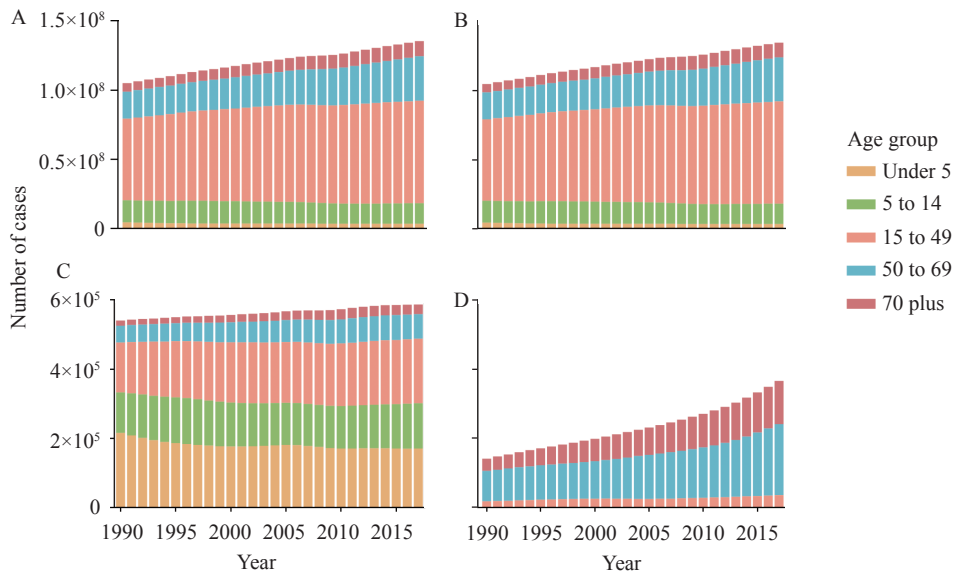 A
B
1.5×10⁸
1.0×10⁸
0.5×10⁸
0
C
D
6×10⁵
4×10⁵
2×10⁵
0
Number of cases
1990 1995 2000 2005 2010 2015
1990 1995 2000 2005 2010 2015
Year
Year
Age group
Under 5
5 to 14
15 to 49
50 to 69
70 plus